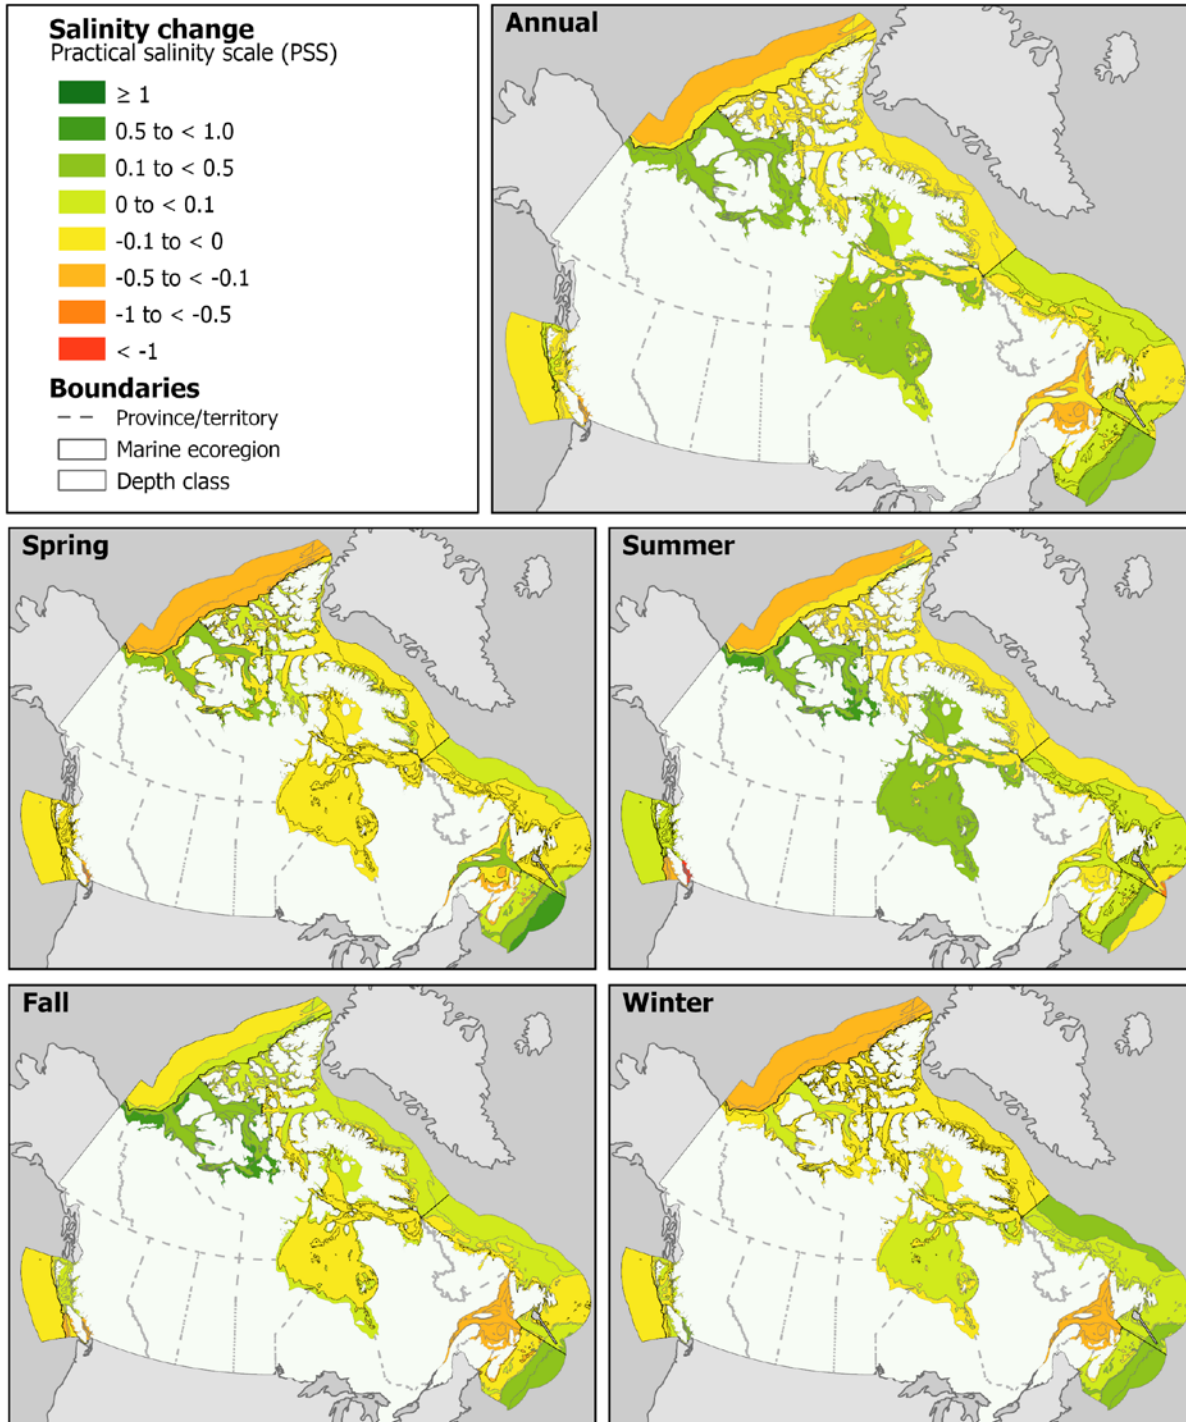 Salinity change
Practical salinity scale (PSS)
≥ 1
0.5 to < 1.0
0.1 to < 0.5
0 to < 0.1
-0.1 to < 0
-0.5 to < -0.1
-1 to < -0.5
< -1
Boundaries
Province/territory
Marine ecoregion
Depth class
Annual
Spring
Summer
Fall
Winter